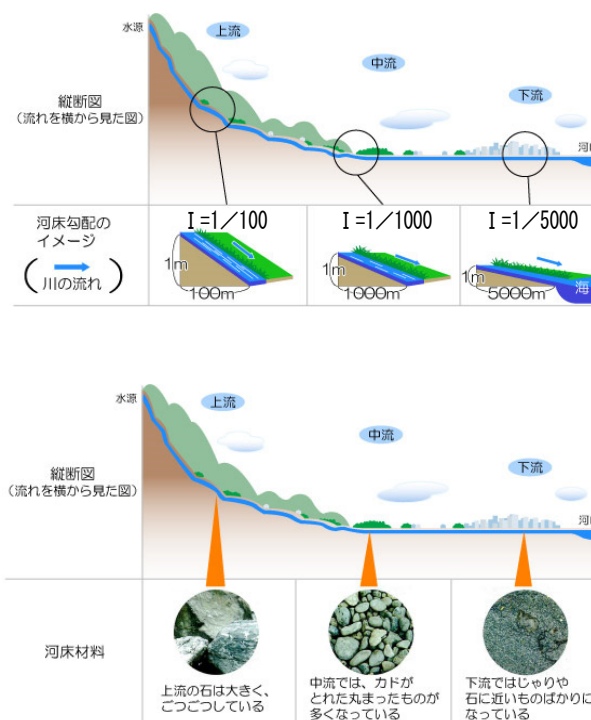 水源
上流
中流
下流
縦断図
(流れを横から見た図)
河床勾配の
イメージ
川の流れ
I=1/100
1m
100m
I=1/1000
1m
1000m
I=1/5000
1m
5000m
海
水源
上流
中流
下流
縦断図
(流れを横から見た図)
河床材料
上流の石は大きく、
ごつごつしている
中流では、カドが
とれた丸まったものが
多くなっている
下流ではじゃりや
石に近いものばかりに
なっている